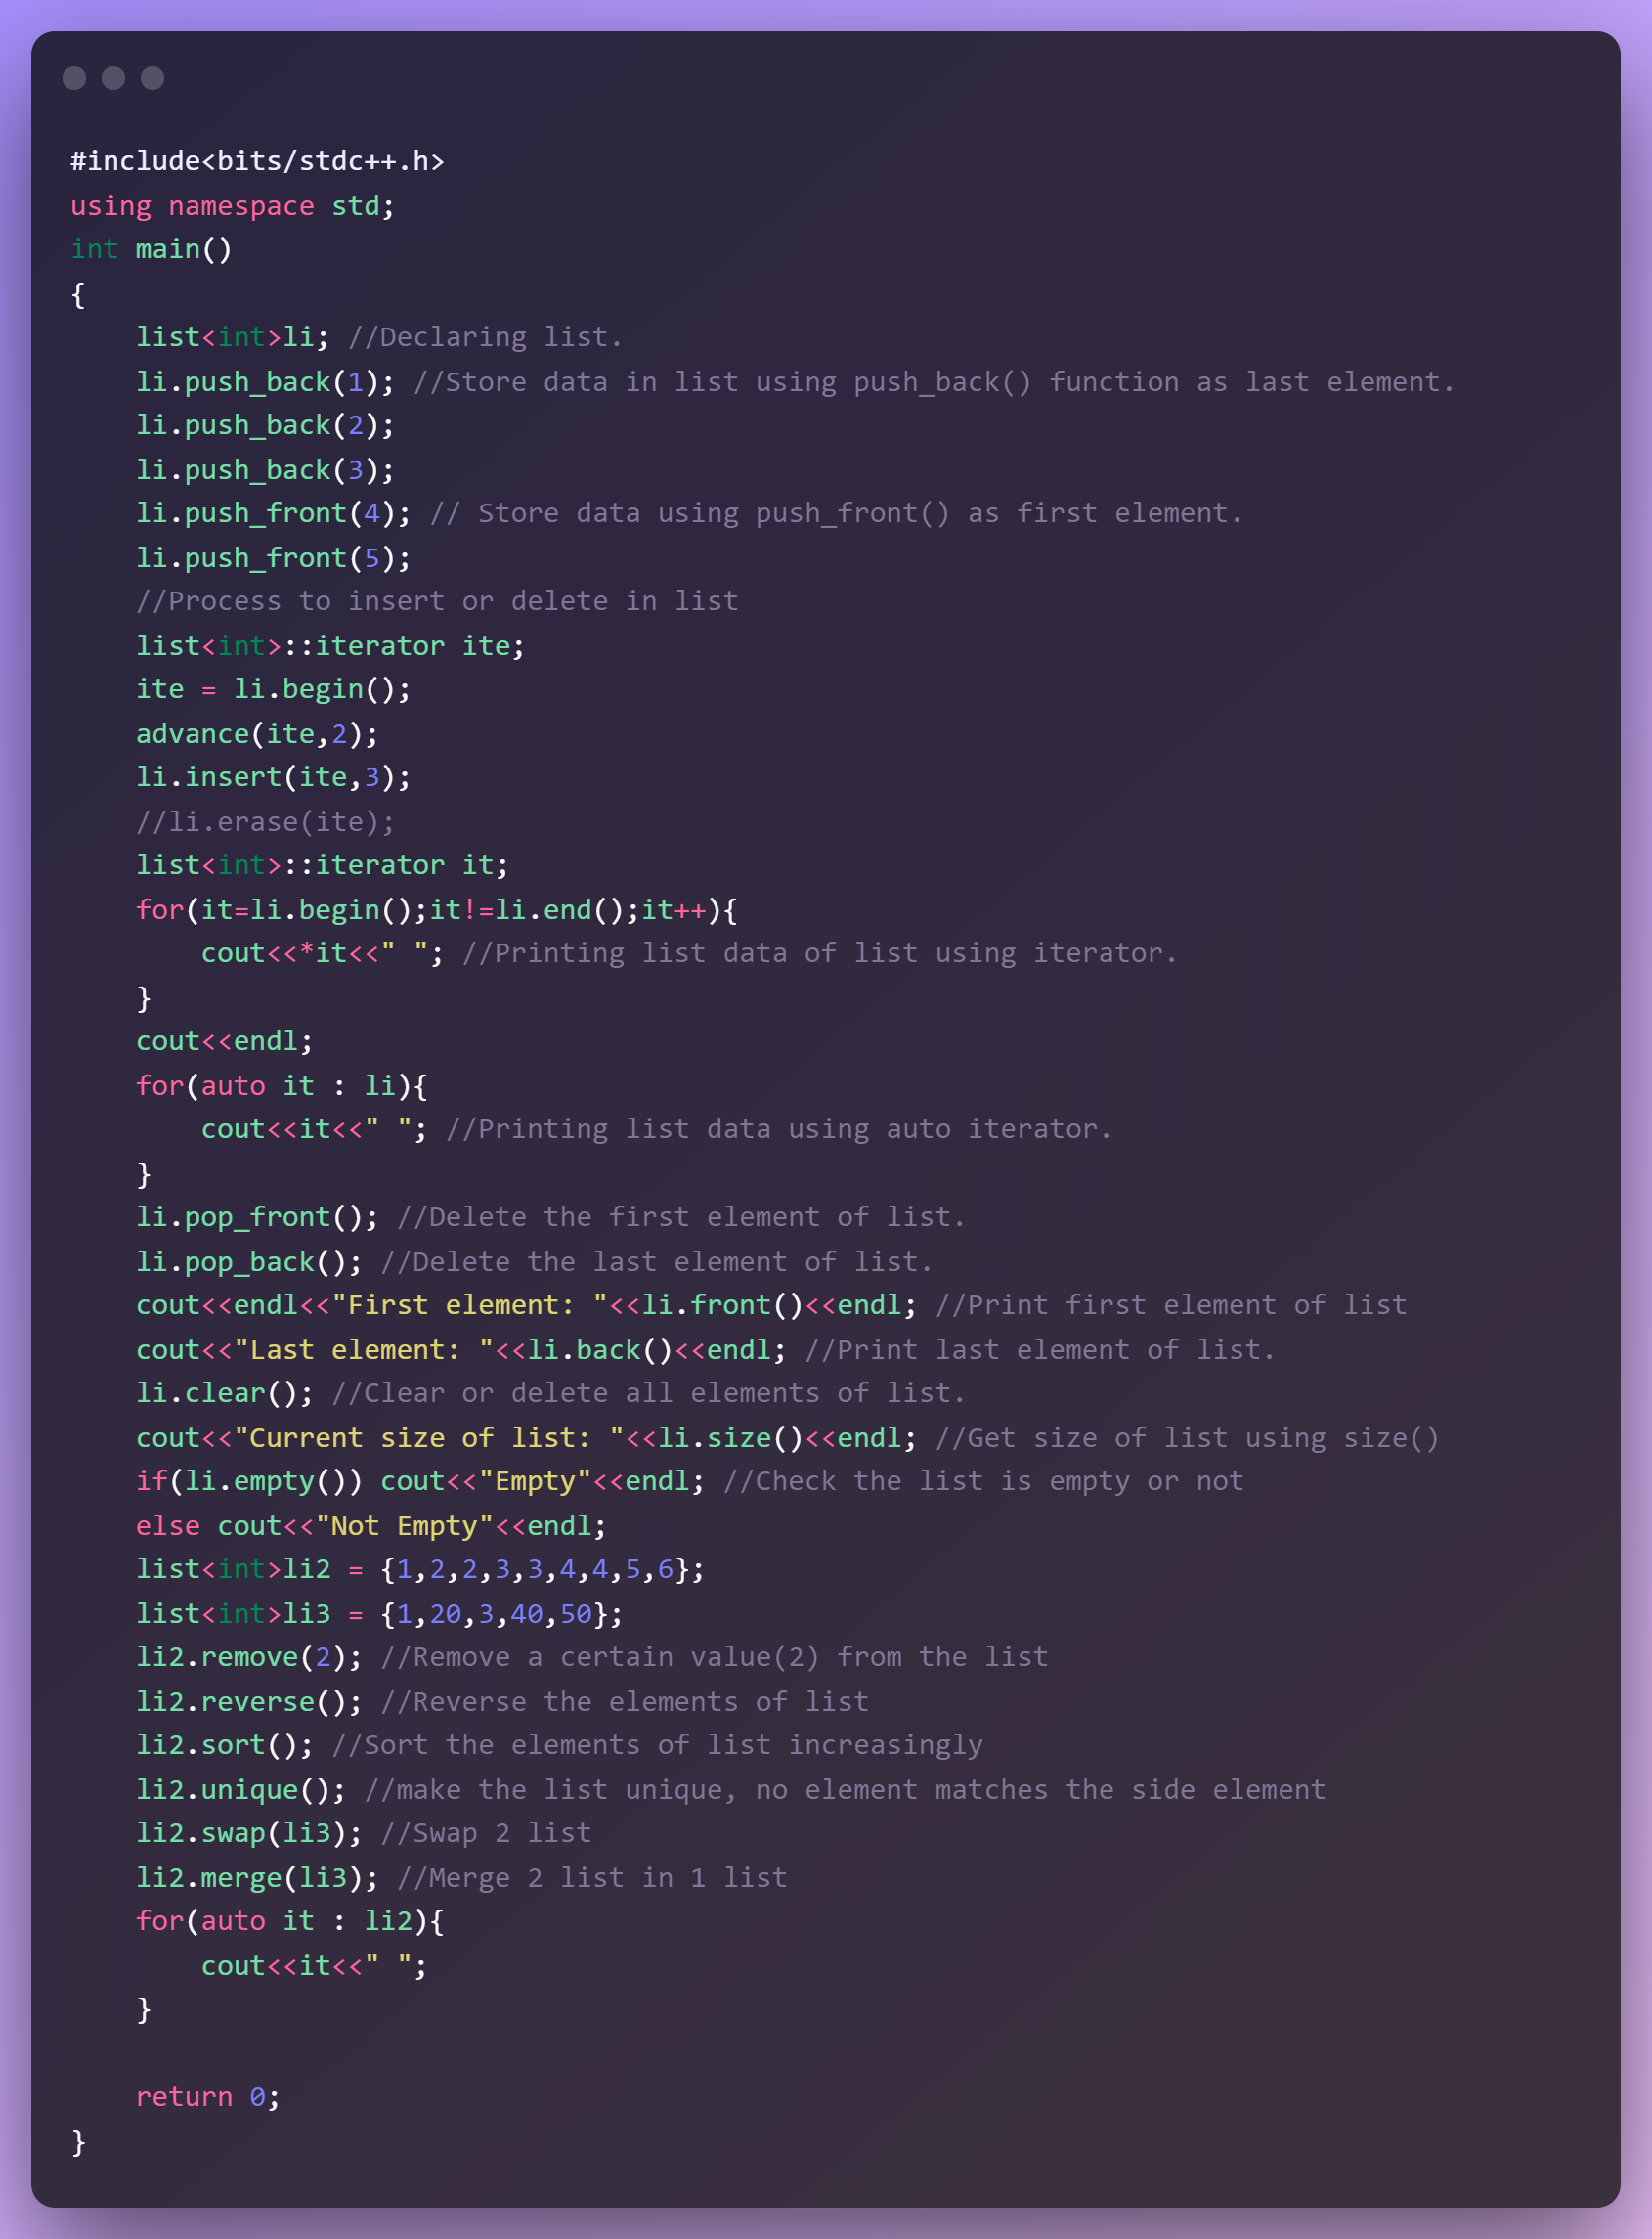 #include<bits/stdc++.h>
using namespace std;
int main()
{
    list<int>li; //Declaring list.
    li.push_back(1); //Store data in list using push_back() function as last element.
    li.push_back(2);
    li.push_back(3);
    li.push_front(4); // Store data using push_front() as first element.
    li.push_front(5);
    //Process to insert or delete in list
    list<int>::iterator ite;
    ite = li.begin();
    advance(ite,2);
    li.insert(ite,3);
    //li.erase(ite);
    list<int>::iterator it;
    for(it=li.begin();it!=li.end();it++){
        cout<<*it<<" "; //Printing list data of list using iterator.
    }
    cout<<endl;
    for(auto it : li){
        cout<<it<<" "; //Printing list data using auto iterator.
    }
    li.pop_front(); //Delete the first element of list.
    li.pop_back(); //Delete the last element of list.
    cout<<endl<<"First element: "<<li.front()<<endl; //Print first element of list
    cout<<"Last element: "<<li.back()<<endl; //Print last element of list.
    li.clear(); //Clear or delete all elements of list.
    cout<<"Current size of list: "<<li.size()<<endl; //Get size of list using size()
    if(li.empty()) cout<<"Empty"<<endl; //Check the list is empty or not
    else cout<<"Not Empty"<<endl;
    list<int>li2 = {1,2,2,3,3,4,4,5,6};
    list<int>li3 = {1,20,3,40,50};
    li2.remove(2); //Remove a certain value(2) from the list
    li2.reverse(); //Reverse the elements of list
    li2.sort(); //Sort the elements of list increasingly
    li2.unique(); //make the list unique, no element matches the side element
    li2.swap(li3); //Swap 2 list
    li2.merge(li3); //Merge 2 list in 1 list
    for(auto it : li2){
        cout<<it<<" ";
    }

    return 0;
}